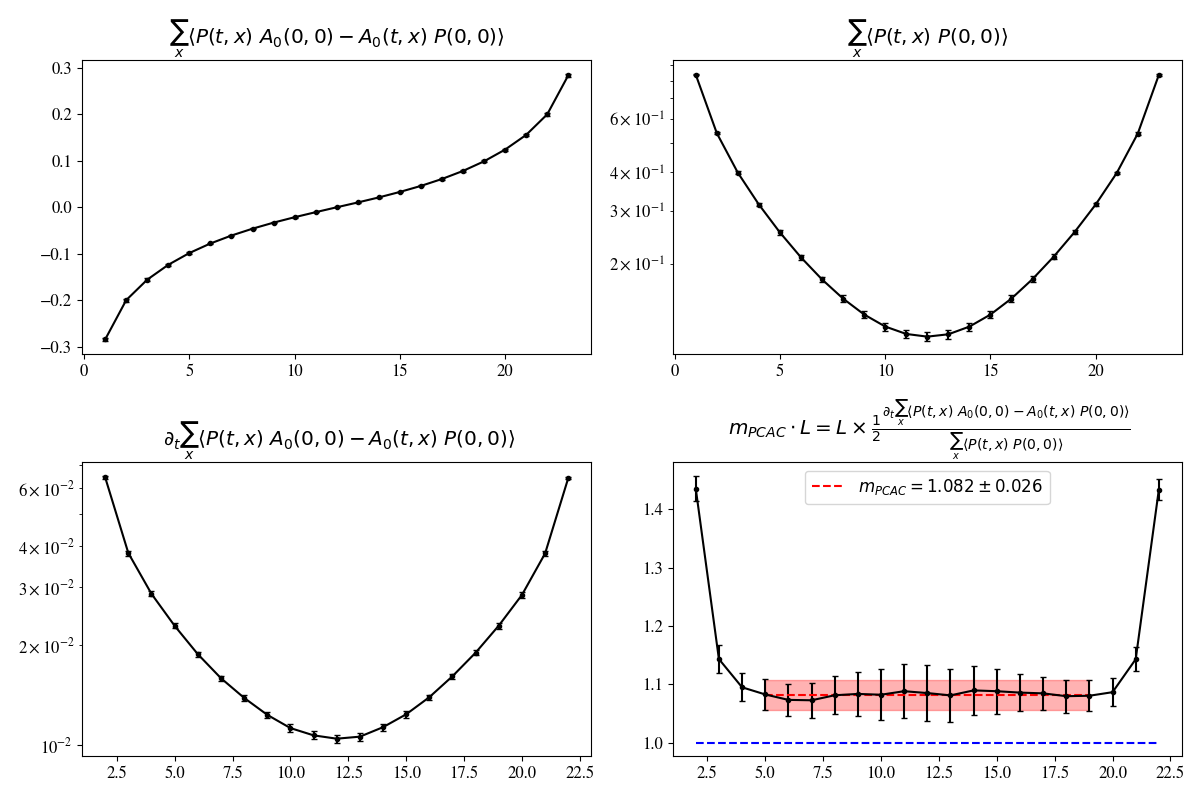 ∑ₓ⟨P(t, x) A₀(0, 0) − A₀(t, x) P(0, 0)⟩
0.3
0.2
0.1
0.0
−0.1
−0.2
−0.3
0 5 10 15 20
∑ₓ⟨P(t, x) P(0, 0)⟩
6 × 10⁻¹
4 × 10⁻¹
3 × 10⁻¹
2 × 10⁻¹
0 5 10 15 20
∂ₜ∑ₓ⟨P(t, x) A₀(0, 0) − A₀(t, x) P(0, 0)⟩
6 × 10⁻²
4 × 10⁻²
3 × 10⁻²
2 × 10⁻²
10⁻²
2.5 5.0 7.5 10.0 12.5 15.0 17.5 20.0 22.5
m_PCAC · L = L × 1/2 ∂ₜ∑ₓ⟨P(t, x) A₀(0, 0) − A₀(t, x) P(0, 0)⟩ / ∑ₓ⟨P(t, x) P(0, 0)⟩
m_PCAC = 1.082 ± 0.026
1.4
1.3
1.2
1.1
1.0
2.5 5.0 7.5 10.0 12.5 15.0 17.5 20.0 22.5